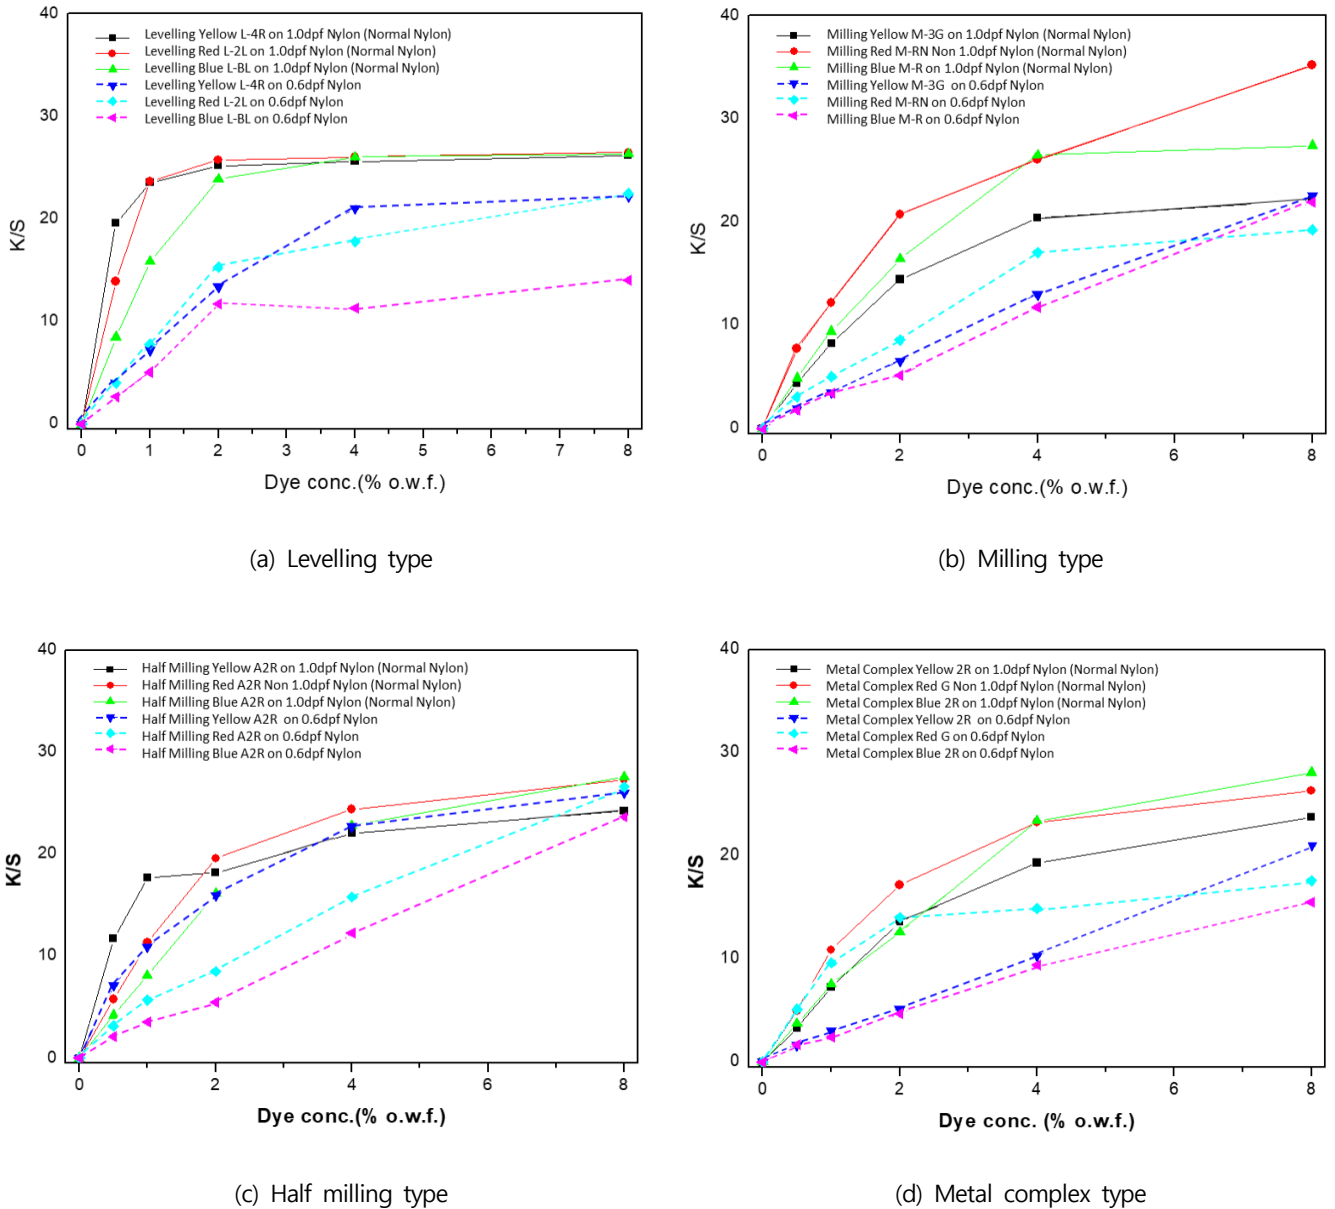 40
30
20
10
0
K/S
Levelling Yellow L-4R on 1.0dpf Nylon (Normal Nylon)
Levelling Red L-2L on 1.0dpf Nylon (Normal Nylon)
Levelling Blue L-BL on 1.0dpf Nylon (Normal Nylon)
Levelling Yellow L-4R on 0.6dpf Nylon
Levelling Red L-2L on 0.6dpf Nylon
Levelling Blue L-BL on 0.6dpf Nylon
0 1 2 3 4 5 6 7 8
Dye conc.(% o.w.f.)
(a) Levelling type
40
30
20
10
0
K/S
Milling Yellow M-3G on 1.0dpf Nylon (Normal Nylon)
Milling Red M-RN Non 1.0dpf Nylon (Normal Nylon)
Milling Blue M-R on 1.0dpf Nylon (Normal Nylon)
Milling Yellow M-3G on 0.6dpf Nylon
Milling Red M-RN on 0.6dpf Nylon
Milling Blue M-R on 0.6dpf Nylon
0 2 4 6 8
Dye conc.(% o.w.f.)
(b) Milling type
40
30
20
10
0
K/S
Half Milling Yellow A2R on 1.0dpf Nylon (Normal Nylon)
Half Milling Red A2R Non 1.0dpf Nylon (Normal Nylon)
Half Milling Blue A2R on 1.0dpf Nylon (Normal Nylon)
Half Milling Yellow A2R on 0.6dpf Nylon
Half Milling Red A2R on 0.6dpf Nylon
Half Milling Blue A2R on 0.6dpf Nylon
0 2 4 6 8
Dye conc.(% o.w.f.)
(c) Half milling type
40
30
20
10
0
K/S
Metal Complex Yellow 2R on 1.0dpf Nylon (Normal Nylon)
Metal Complex Red G Non 1.0dpf Nylon (Normal Nylon)
Metal Complex Blue 2R on 1.0dpf Nylon (Normal Nylon)
Metal Complex Yellow 2R on 0.6dpf Nylon
Metal Complex Red G on 0.6dpf Nylon
Metal Complex Blue 2R on 0.6dpf Nylon
0 2 4 6 8
Dye conc. (% o.w.f.)
(d) Metal complex type